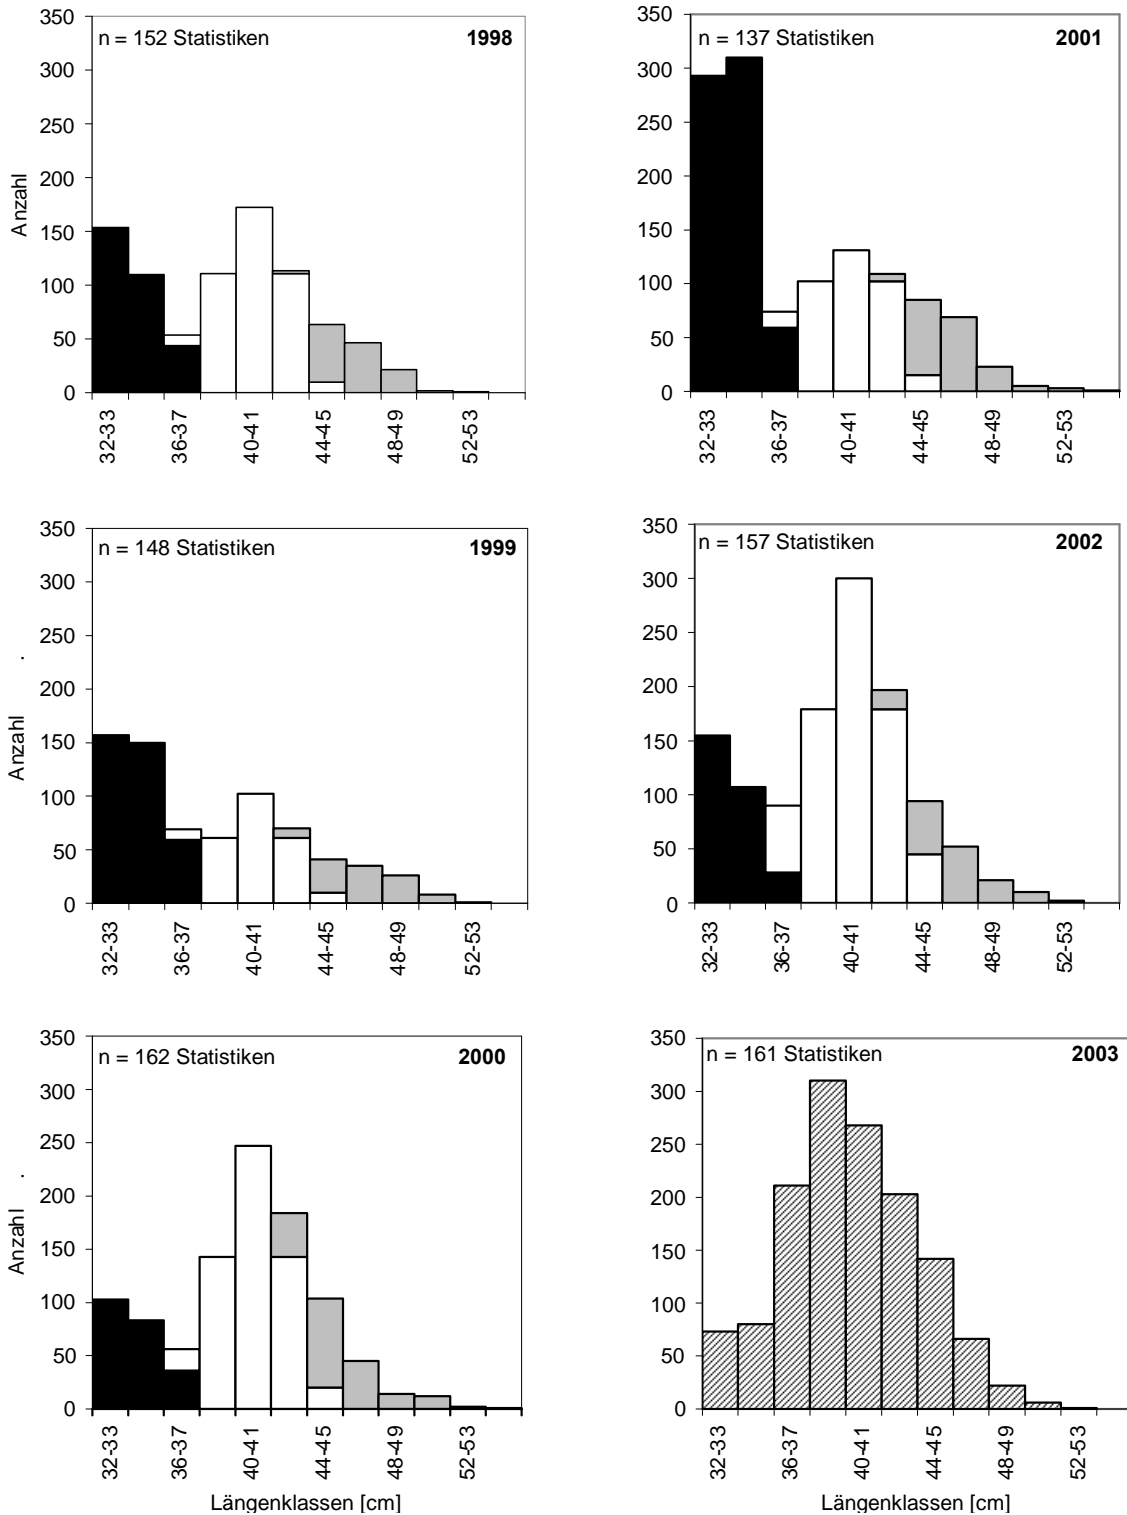 350
n = 152 Statistiken 1998
300
250
200
150
100
50
0
Anzahl
32-33 36-37 40-41 44-45 48-49 52-53
350
n = 137 Statistiken 2001
300
250
200
150
100
50
0
32-33 36-37 40-41 44-45 48-49 52-53
350
n = 148 Statistiken 1999
300
250
200
150
100
50
0
Anzahl .
32-33 36-37 40-41 44-45 48-49 52-53
350
n = 157 Statistiken 2002
300
250
200
150
100
50
0
32-33 36-37 40-41 44-45 48-49 52-53
350
n = 162 Statistiken 2000
300
250
200
150
100
50
0
Anzahl .
32-33 36-37 40-41 44-45 48-49 52-53
Längenklassen [cm]
350
n = 161 Statistiken 2003
300
250
200
150
100
50
0
32-33 36-37 40-41 44-45 48-49 52-53
Längenklassen [cm]